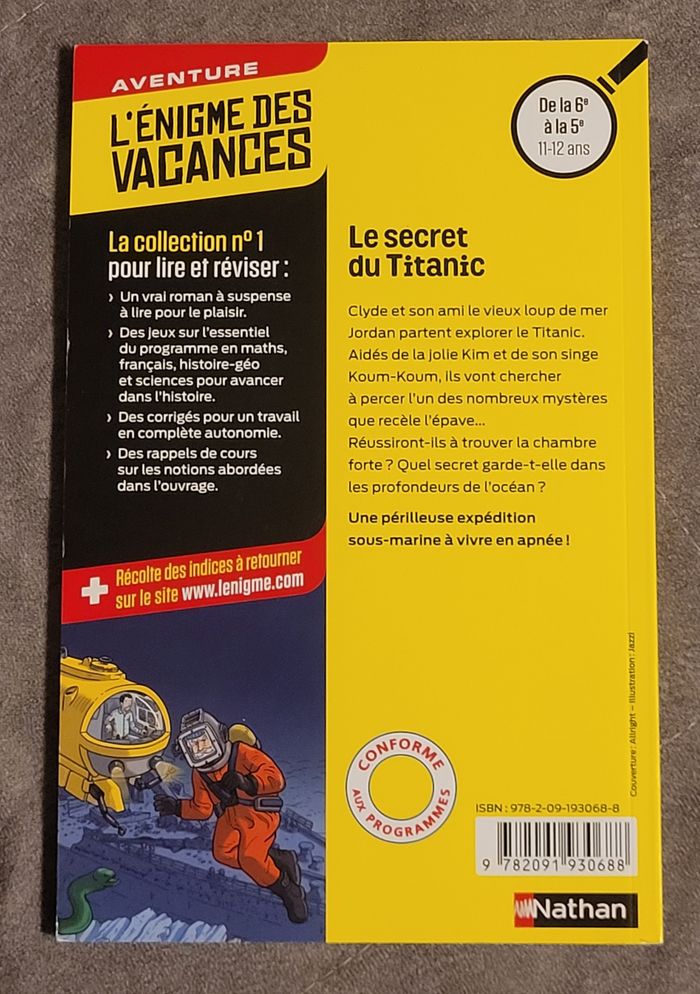 AVENTURE
L'ÉNIGME DES
VACANCES
La collection nº 1
pour lire et réviser :
› Un vrai roman à suspense
à lire pour le plaisir.
› Des jeux sur l'essentiel
du programme en maths,
français, histoire-géo
et sciences pour avancer
dans l'histoire.
› Des corrigés pour un travail
en complète autonomie.
› Des rappels de cours
sur les notions abordées
dans l'ouvrage.
+ Récolte des indices à retourner
sur le site www.lenigme.com
De la 6e
à la 5e
11-12 ans
Le secret
du Titanic
Clyde et son ami le vieux loup de mer
Jordan partent explorer le Titanic.
Aidés de la jolie Kim et de son singe
Koum-Koum, ils vont chercher
à percer l'un des nombreux mystères
que recèle l'épave...
Réussiront-ils à trouver la chambre
forte ? Quel secret garde-t-elle dans
les profondeurs de l'océan ?
Une périlleuse expédition
sous-marine à vivre en apnée !
CONFORME
AUX PROGRAMMES
Couverture : Allright – Illustration : Jazzi
ISBN : 978-2-09-193068-8
9 782091 930688
Nathan